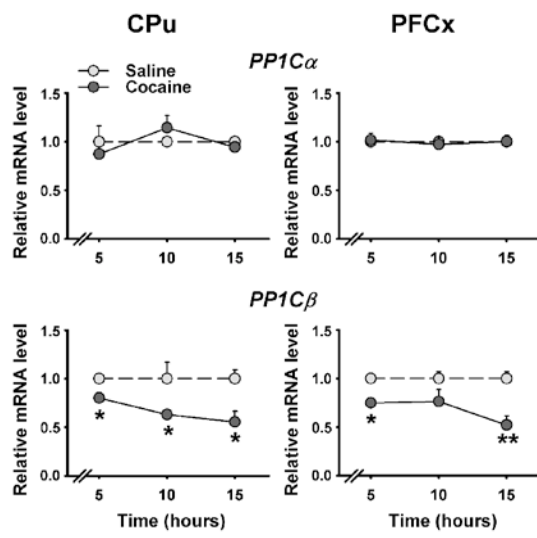 CPu PFCx
Saline
Cocaine
PP1Cα
Relative mRNA level
1.5
1.0
0.5
0.0
5 10 15
Relative mRNA level
1.5
1.0
0.5
0.0
5 10 15
PP1Cβ
Relative mRNA level
1.5
1.0
0.5
0.0
* * *
5 10 15
Time (hours)
Relative mRNA level
1.5
1.0
0.5
0.0
* **
5 10 15
Time (hours)